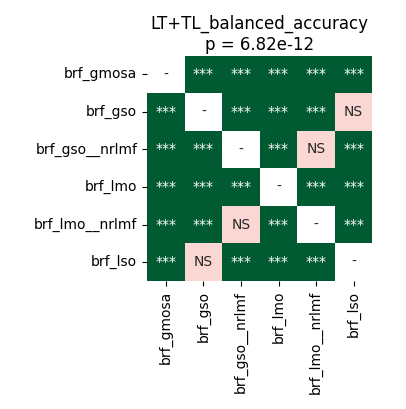 LT+TL_balanced_accuracy
p = 6.82e-12
brf_gmosa - *** *** *** *** ***
brf_gso *** - *** *** *** NS
brf_gso__nrlmf *** *** - *** NS ***
brf_lmo *** *** *** - *** ***
brf_lmo__nrlmf *** *** NS *** - ***
brf_lso *** NS *** *** *** -
brf_gmosa
brf_gso
brf_gso__nrlmf
brf_lmo
brf_lmo__nrlmf
brf_lso